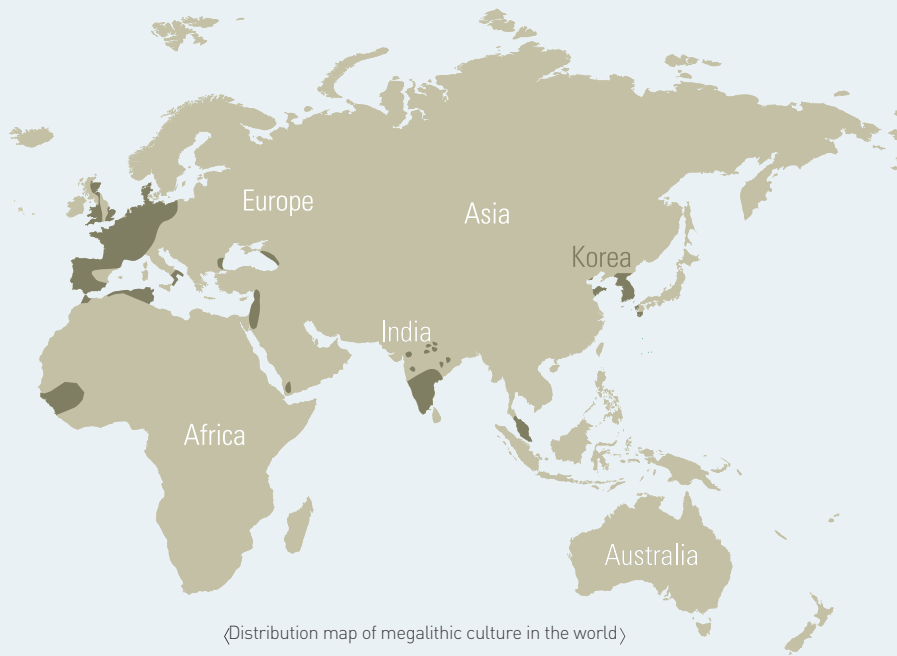 Europe
Asia
Korea
India
Africa
Australia
〈Distribution map of megalithic culture in the world〉